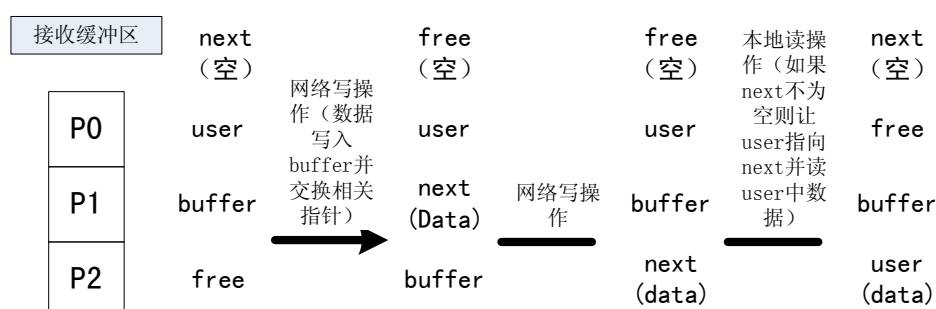 接收缓冲区
next
(空)
free
(空)
free
(空)
next
(空)
网络写操
作（数据
写入
buffer并
交换相关
指针）
本地读操
作（如果
next不为
空则让
user指向
next并读
user中数
据）
P0
user
user
user
free
P1
buffer
next
(Data)
网络写操
作
buffer
buffer
P2
free
buffer
next
(data)
user
(data)